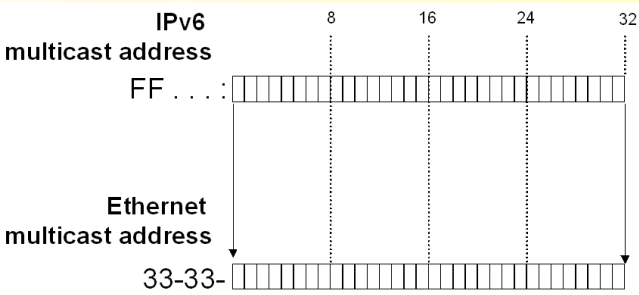 IPv6 8 16 24 32
multicast address
FF . . . :
Ethernet
multicast address
33-33-